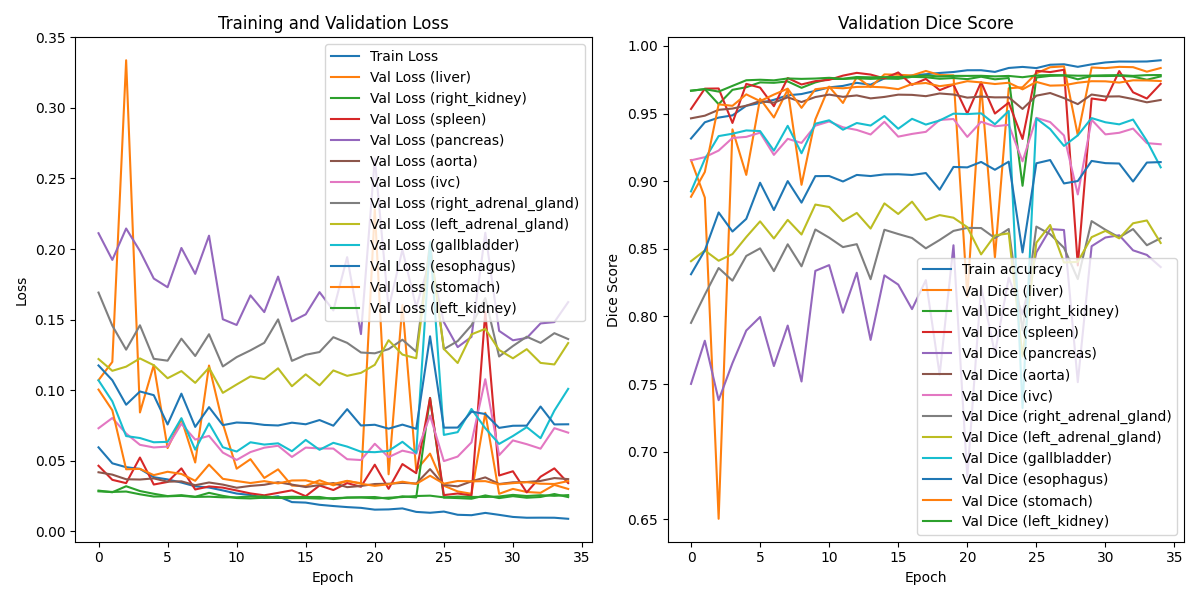 Training and Validation Loss
0.35
0.30
0.25
0.20
0.15
0.10
0.05
0.00
Loss
Train Loss
Val Loss (liver)
Val Loss (right_kidney)
Val Loss (spleen)
Val Loss (pancreas)
Val Loss (aorta)
Val Loss (ivc)
Val Loss (right_adrenal_gland)
Val Loss (left_adrenal_gland)
Val Loss (gallbladder)
Val Loss (esophagus)
Val Loss (stomach)
Val Loss (left_kidney)
0 5 10 15 20 25 30 35
Epoch
Validation Dice Score
1.00
0.95
0.90
0.85
0.80
0.75
0.70
0.65
Dice Score
Train accuracy
Val Dice (liver)
Val Dice (right_kidney)
Val Dice (spleen)
Val Dice (pancreas)
Val Dice (aorta)
Val Dice (ivc)
Val Dice (right_adrenal_gland)
Val Dice (left_adrenal_gland)
Val Dice (gallbladder)
Val Dice (esophagus)
Val Dice (stomach)
Val Dice (left_kidney)
0 5 10 15 20 25 30 35
Epoch